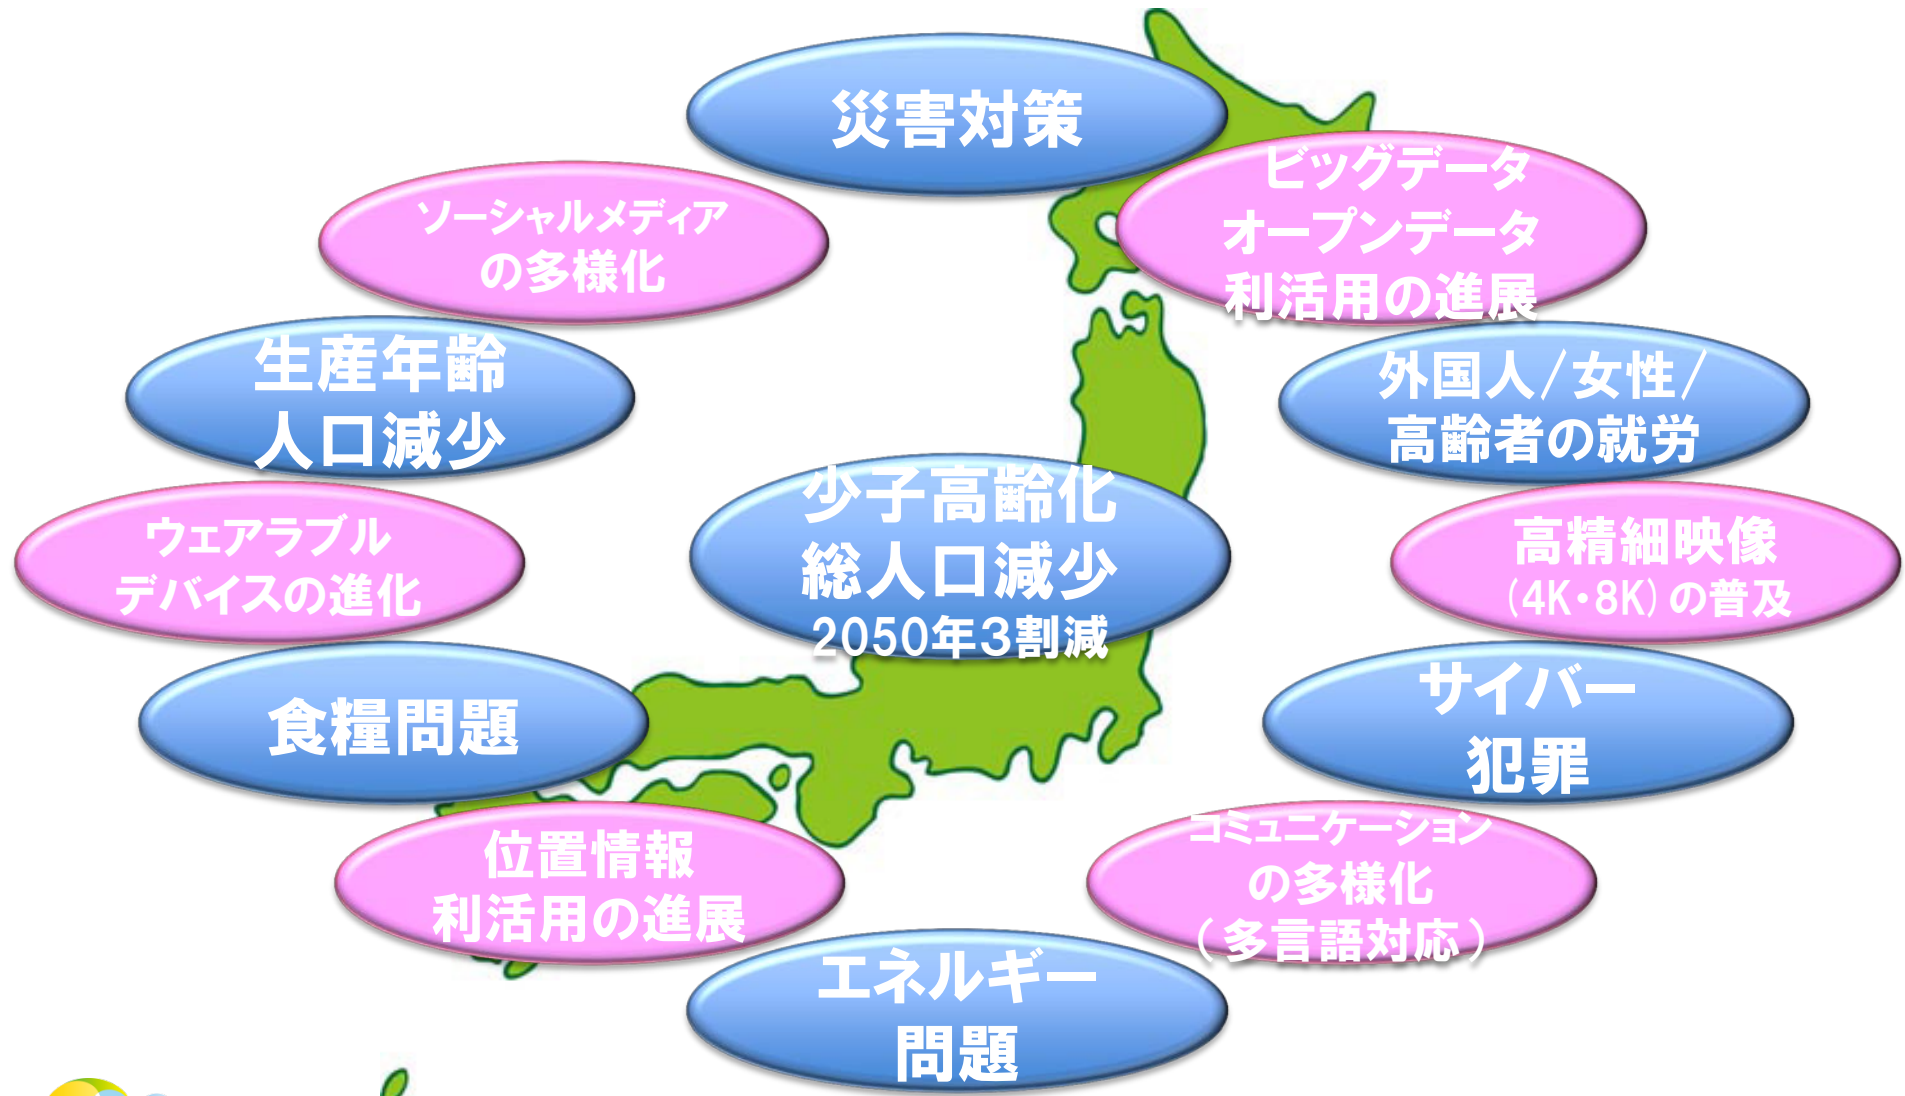 災害対策
ソーシャルメディア
の多様化
ビッグデータ
オープンデータ
利活用の進展
生産年齢
人口減少
外国人/女性/
高齢者の就労
少子高齢化
総人口減少
2050年３割減
ウェアラブル
デバイスの進化
高精細映像
(4K・8K)の普及
食糧問題
サイバー
犯罪
位置情報
利活用の進展
コミュニケーション
の多様化
（多言語対応）
エネルギー
問題